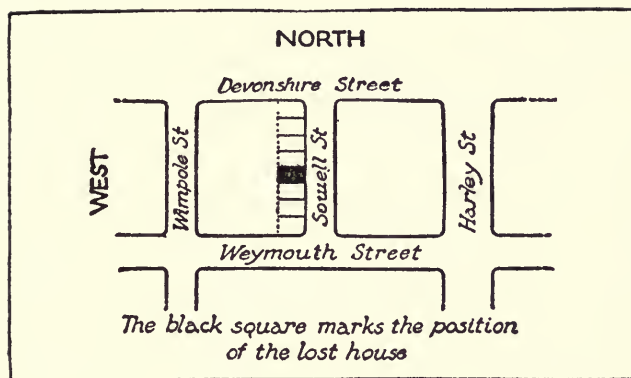 NORTH
Devonshire Street
WEST
Wimpole St
Sowell St
Harley St
Weymouth Street
The black square marks the position
of the lost house